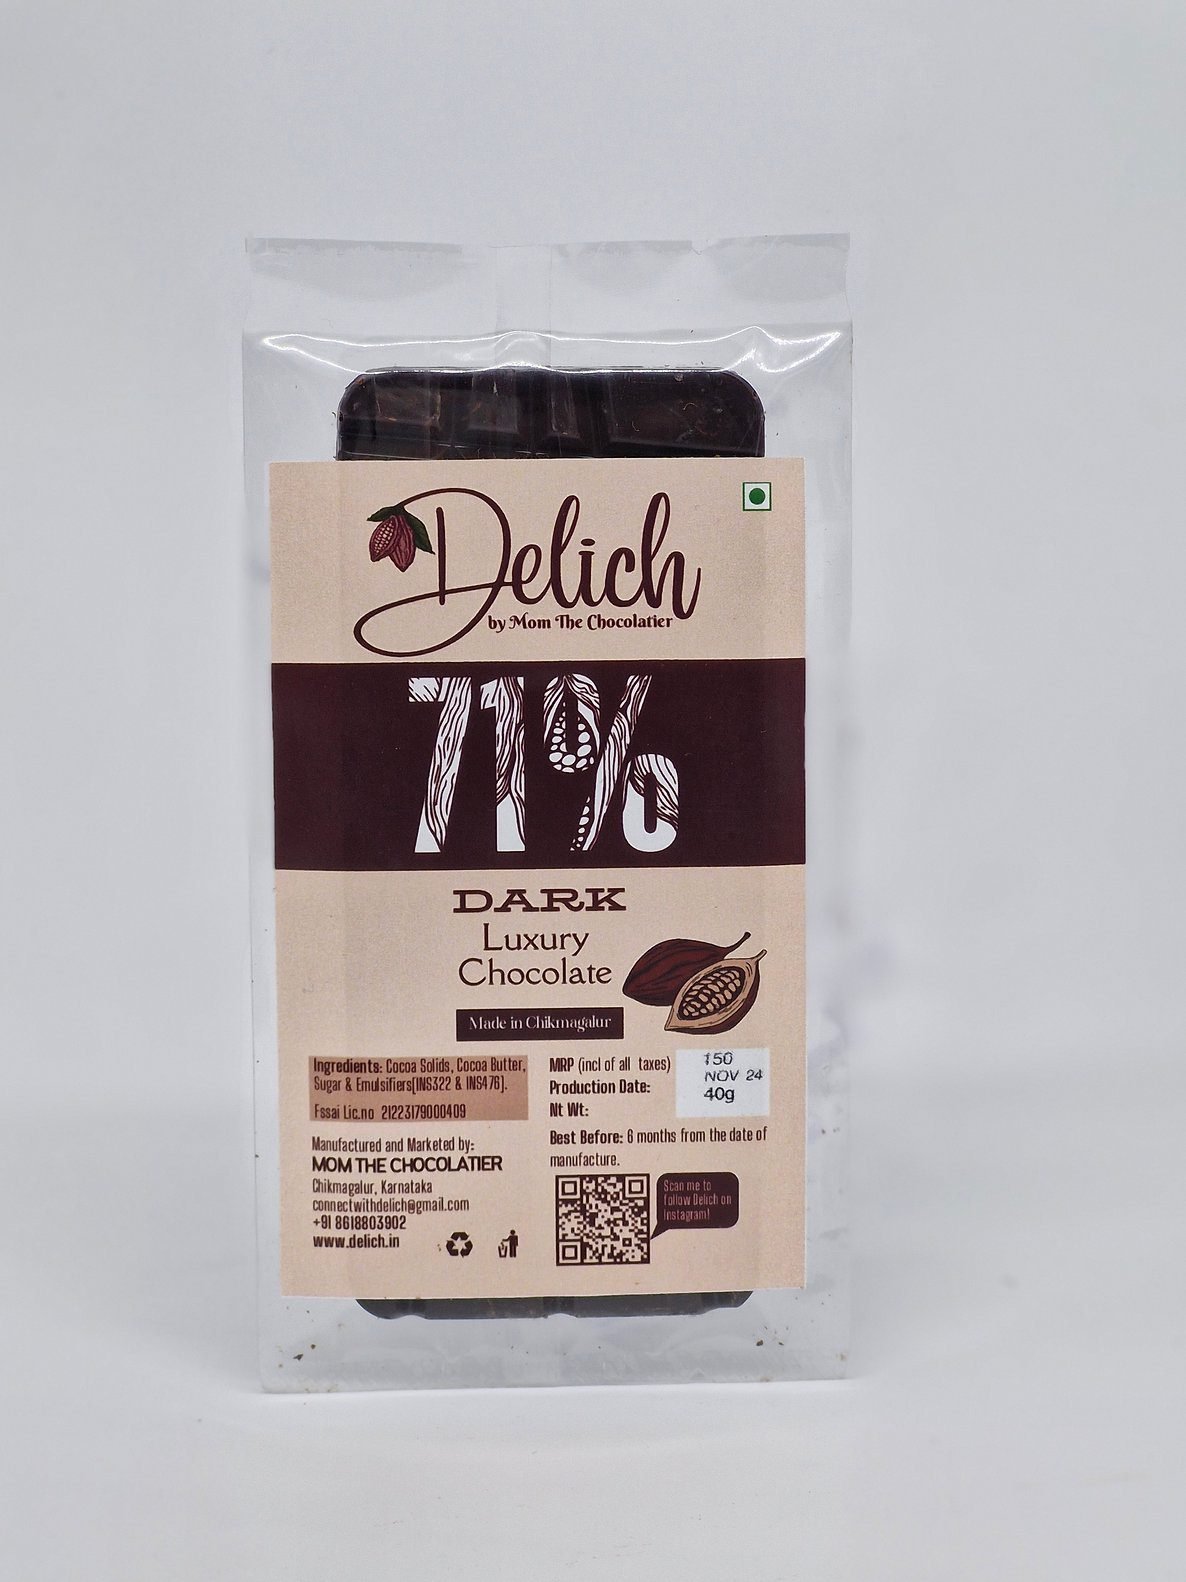 Delich
by Mom The Chocolatier
71%
DARK
Luxury
Chocolate
Made in Chikmagalur
Ingredients: Cocoa Solids, Cocoa Butter,
Sugar & Emulsifiers[INS322 & INS476].
Fssai Lic.no 21223179000409
Manufactured and Marketed by:
MOM THE CHOCOLATIER
Chikmagalur, Karnataka
connectwithdelich@gmail.com
+91 8618803902
www.delich.in
MRP (incl of all taxes) 150
Production Date: NOV 24
Nt Wt: 40g
Best Before: 6 months from the date of
manufacture.
Scan me to
follow Delich on
Instagram!